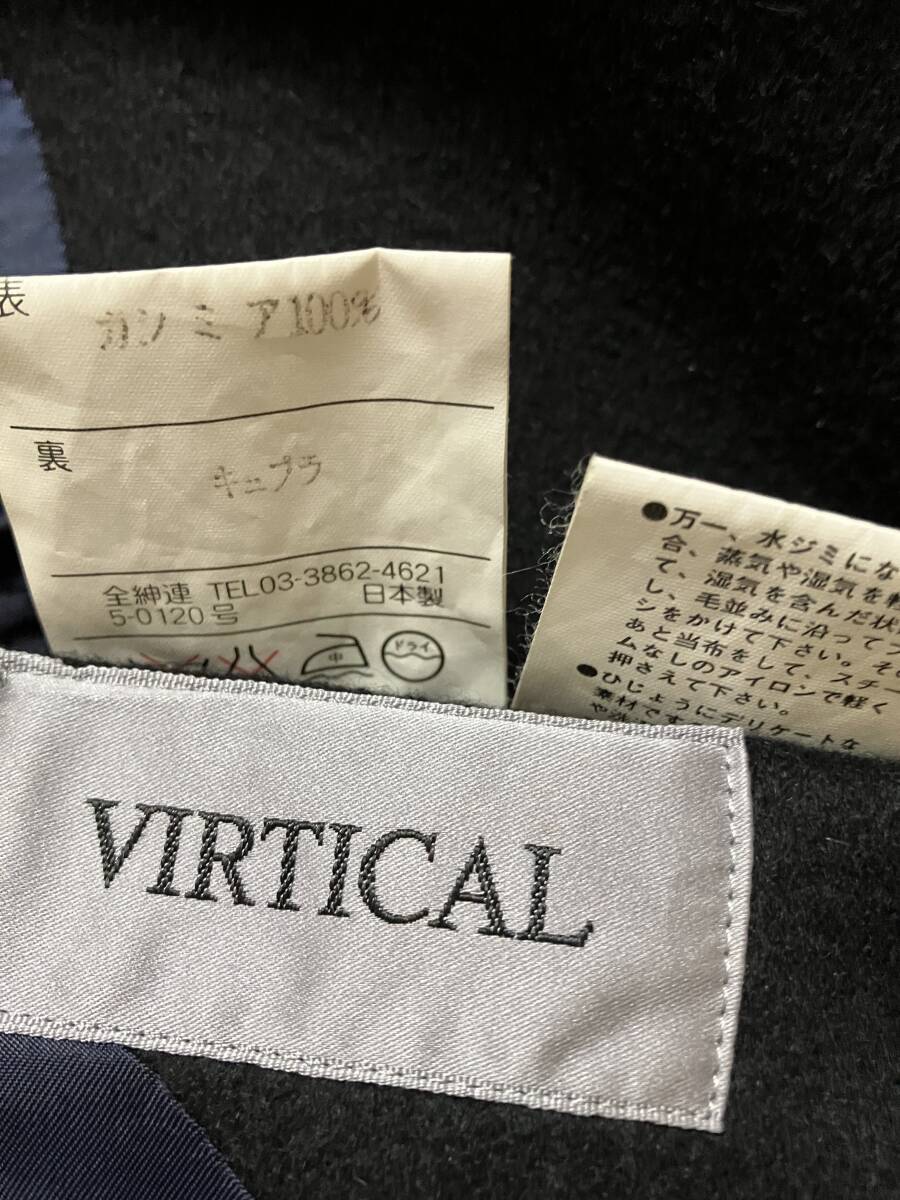 表
カシミア100%
裏
キュプラ
全紳連 TEL03-3862-4621
5-0120号 日本製
中
ドライ
●万一、水ジミにな
合、蒸気や湿気を軽
て、湿気を含んだ状
し、毛並みに沿ってブ
シをかけて下さい。その
あと当布をして、スチー
ムなしのアイロンで軽く
押さえて下さい。
●ひじょうにデリケートな
素材です
VIRTICAL